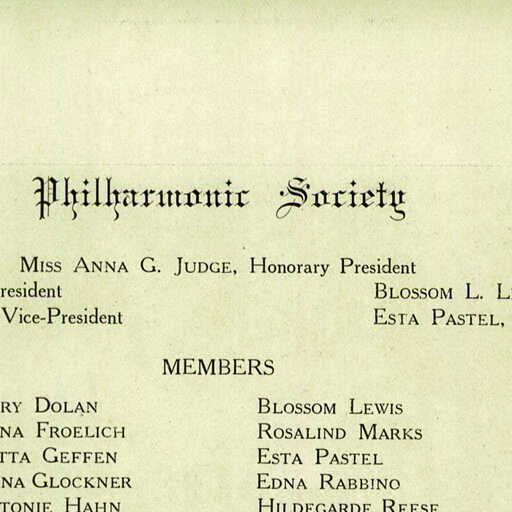 Philharmonic Society
MISS ANNA G. JUDGE, Honorary President
resident BLOSSOM L. L
Vice-President ESTA PASTEL,
MEMBERS
RY DOLAN BLOSSOM LEWIS
NA FROELICH ROSALIND MARKS
TTA GEFFEN ESTA PASTEL
NA GLOCKNER EDNA RABBINO
TONIE HAHN HILDEGARDE REESE